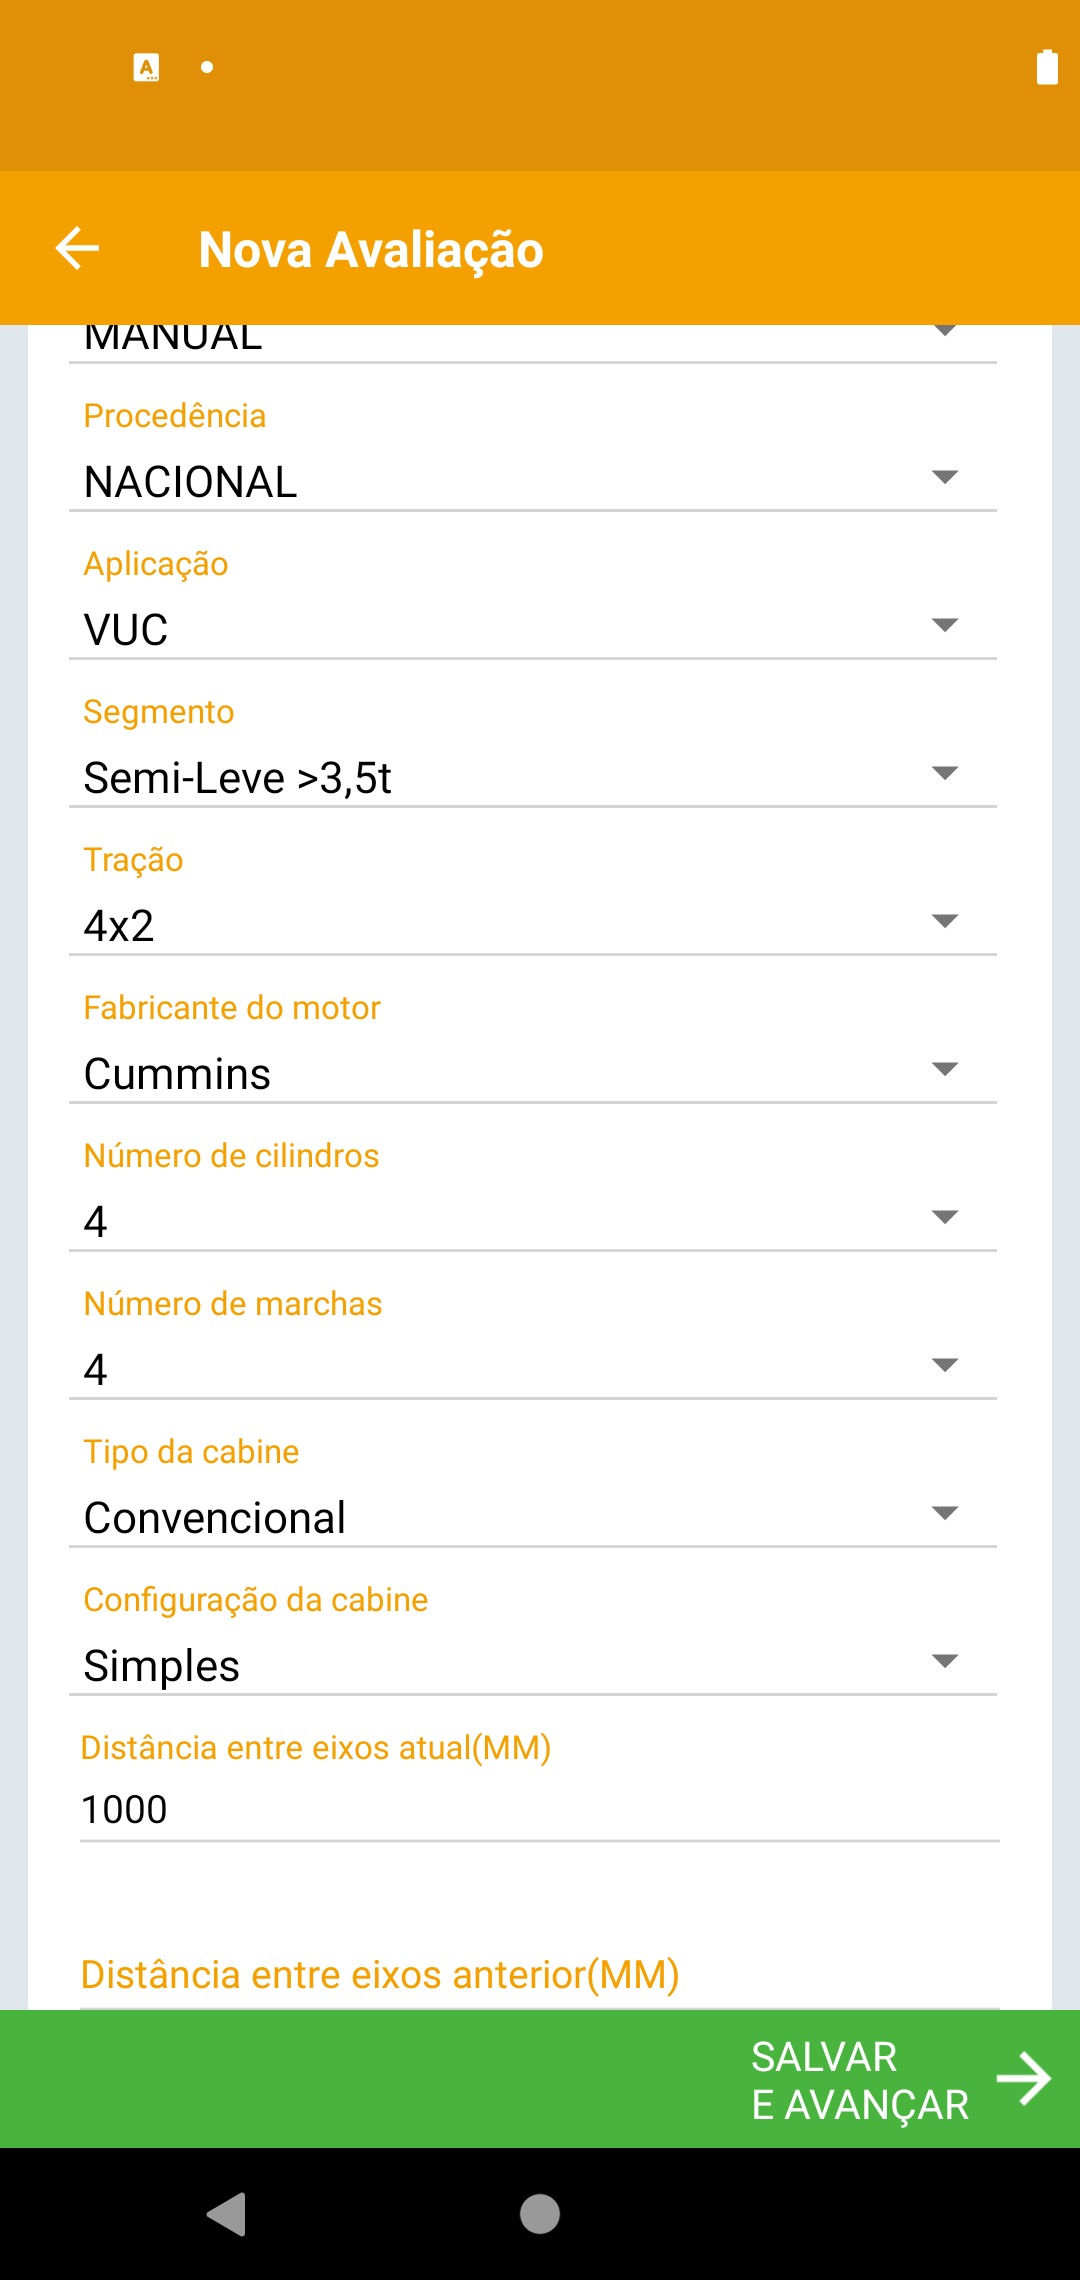 Nova Avaliação
MANUAL
Procedência
NACIONAL
Aplicação
VUC
Segmento
Semi-Leve >3,5t
Tração
4x2
Fabricante do motor
Cummins
Número de cilindros
4
Número de marchas
4
Tipo da cabine
Convencional
Configuração da cabine
Simples
Distância entre eixos atual(MM)
1000
Distância entre eixos anterior(MM)
SALVAR
E AVANÇAR